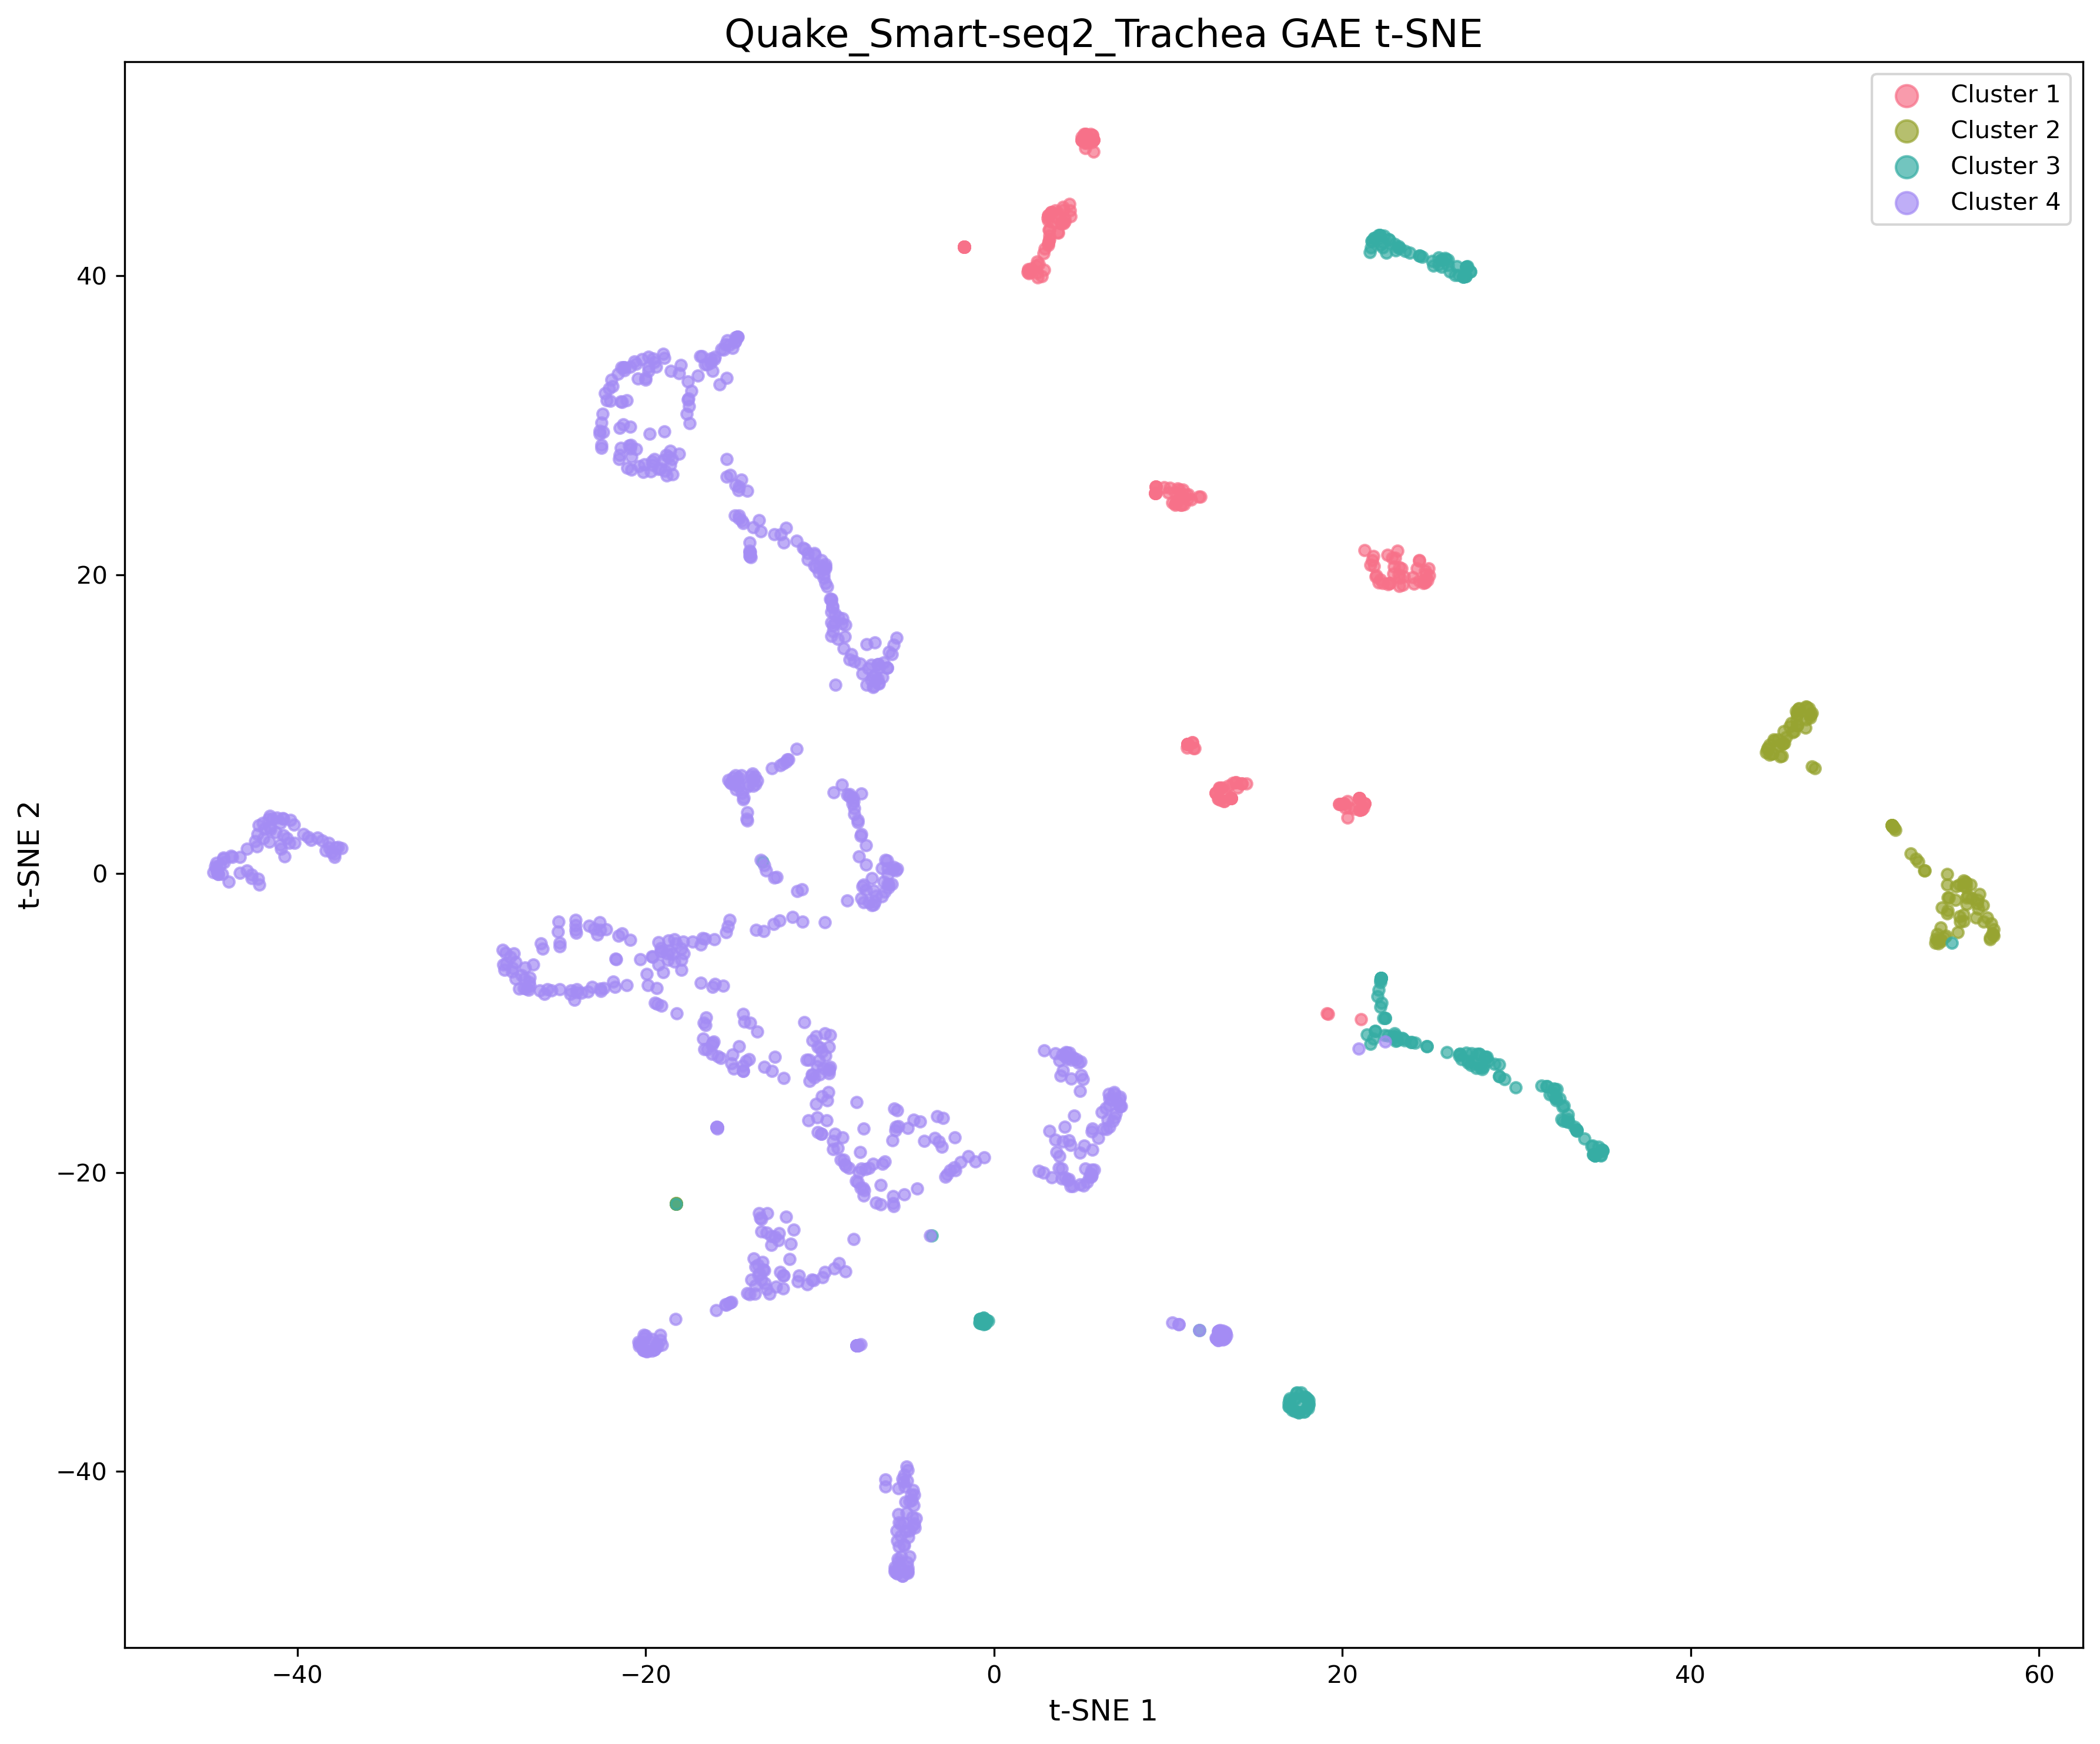 Quake_Smart-seq2_Trachea GAE t-SNE
Cluster 1
Cluster 2
Cluster 3
Cluster 4
40
20
0
−20
−40
t-SNE 2
−40
−20
0
20
40
60
t-SNE 1